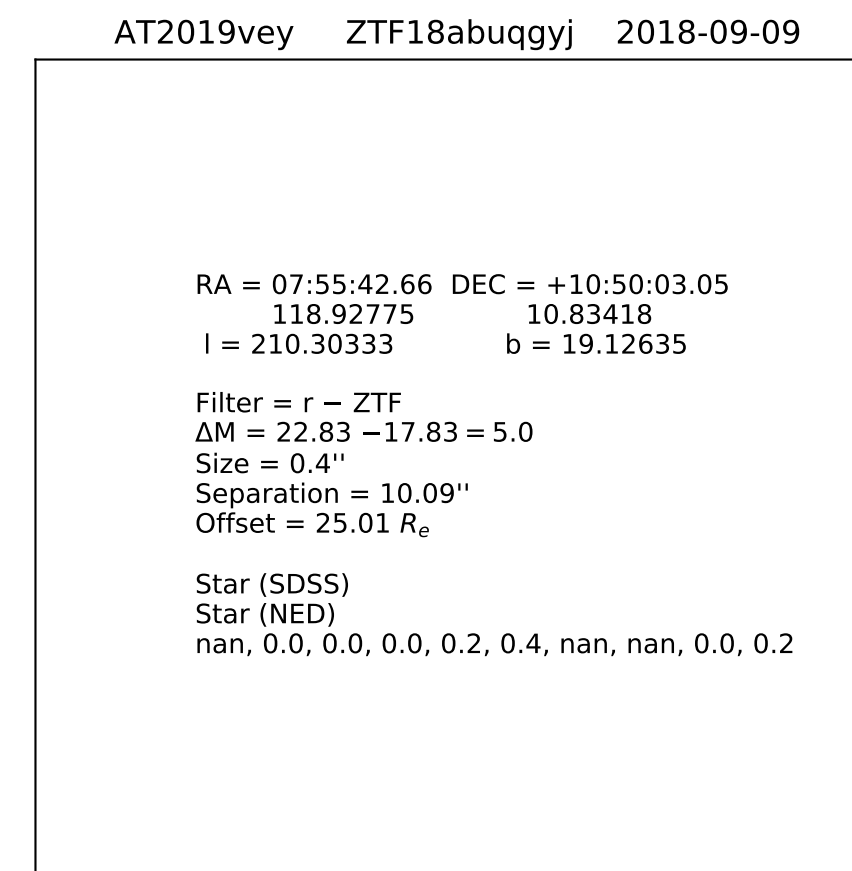 AT2019vey ZTF18abuqgyj 2018-09-09
RA = 07:55:42.66 DEC = +10:50:03.05
118.92775 10.83418
l = 210.30333 b = 19.12635
Filter = r − ZTF
ΔM = 22.83 −17.83 = 5.0
Size = 0.4''
Separation = 10.09''
Offset = 25.01 Re
Star (SDSS)
Star (NED)
nan, 0.0, 0.0, 0.0, 0.2, 0.4, nan, nan, 0.0, 0.2